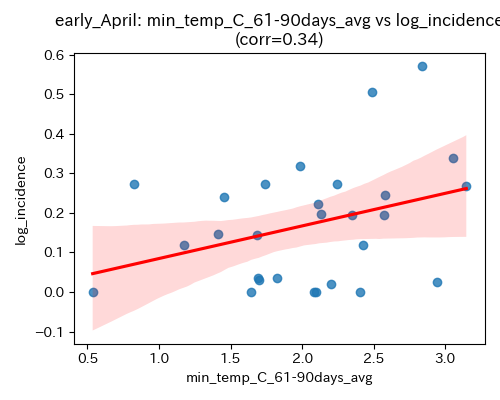 early_April: min_temp_C_61-90days_avg vs log_incidence
(corr=0.34)
0.6
0.5
0.4
0.3
0.2
0.1
0.0
−0.1
log_incidence
0.5 1.0 1.5 2.0 2.5 3.0
min_temp_C_61-90days_avg